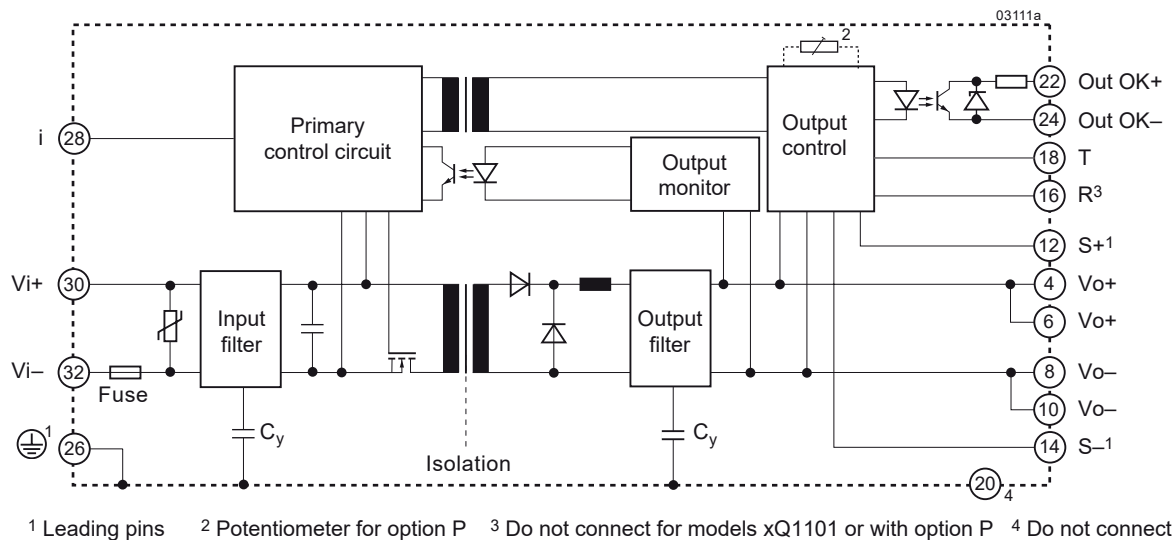 03111a
2
22 Out OK+
i 28
Primary
control circuit
Output
control
24 Out OK–
Output
monitor
18 T
16 R3
12 S+1
Vi+ 30
4 Vo+
Input
filter
Output
filter
6 Vo+
Vi– 32
8 Vo–
Fuse
10 Vo–
Cy
Cy
1 26
14 S–1
Isolation
20 4
1 Leading pins 2 Potentiometer for option P 3 Do not connect for models xQ1101 or with option P 4 Do not connect